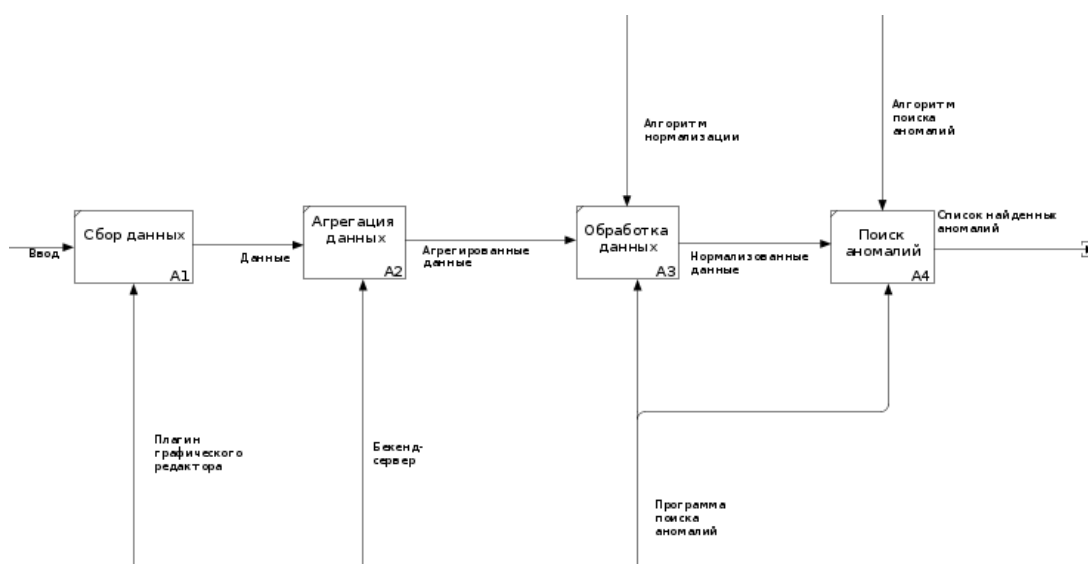 Алгоритм
нормализации
Алгоритм
поиска
аномалий
Сбор данных
A1
Агрегация
данных
A2
Обработка
данных
A3
Поиск
аномалий
A4
Ввод
Данные
Агрегированные
данные
Нормализованные
данные
Список найденных
аномалий
Плагин
графического
редактора
Бекенд-
сервер
Программа
поиска
аномалий